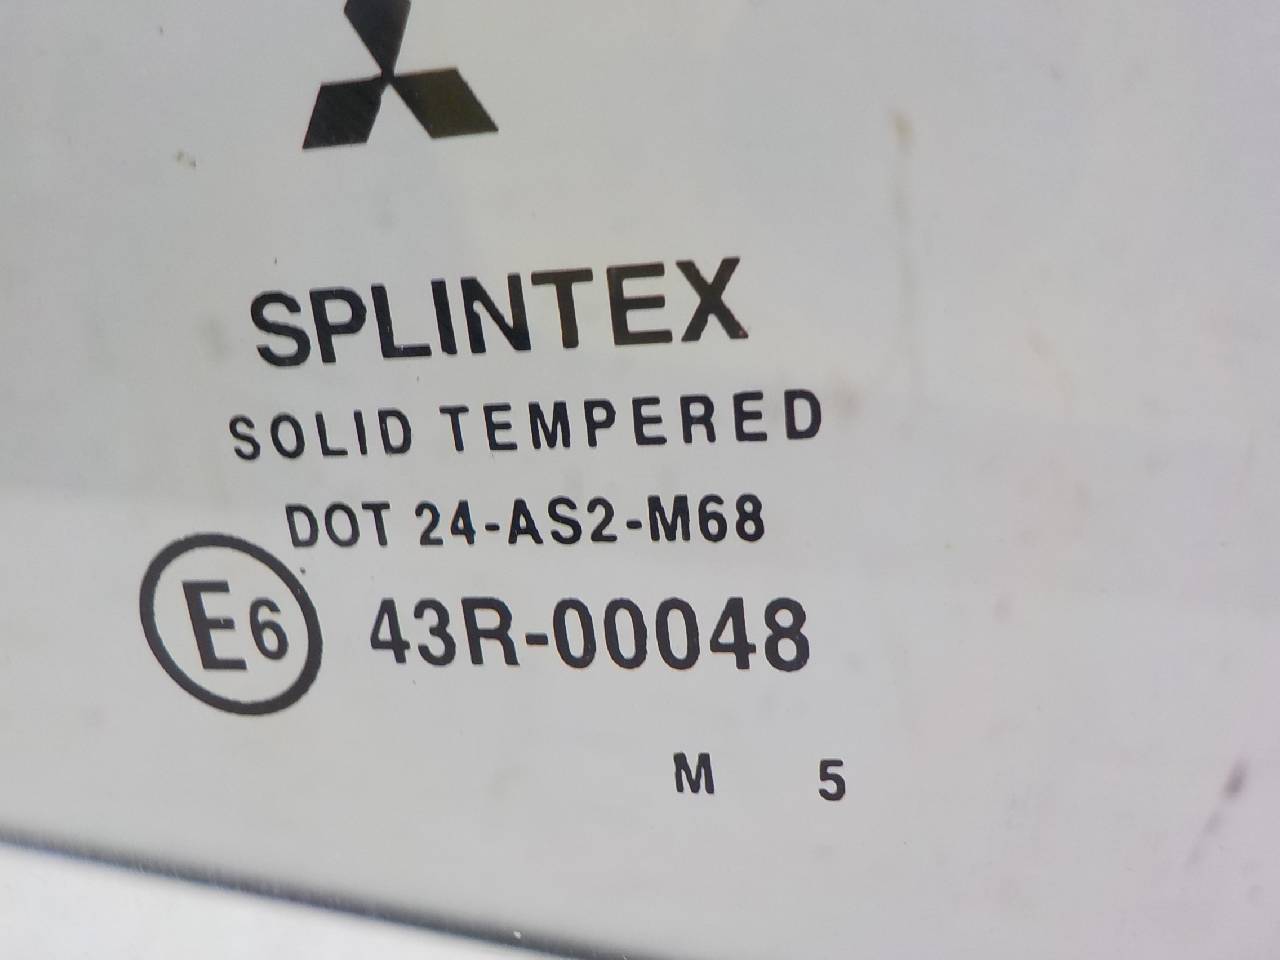 SPLINTEX
SOLID TEMPERED
DOT 24-AS2-M68
E6 43R-00048
M 5